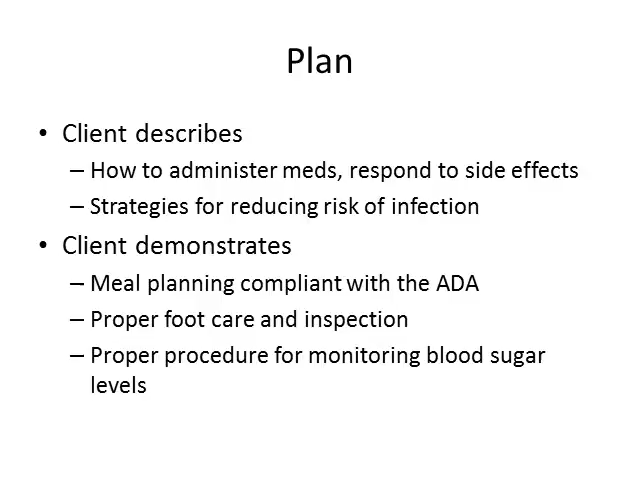 Plan
• Client describes
– How to administer meds, respond to side effects
– Strategies for reducing risk of infection
• Client demonstrates
– Meal planning compliant with the ADA
– Proper foot care and inspection
– Proper procedure for monitoring blood sugar
levels